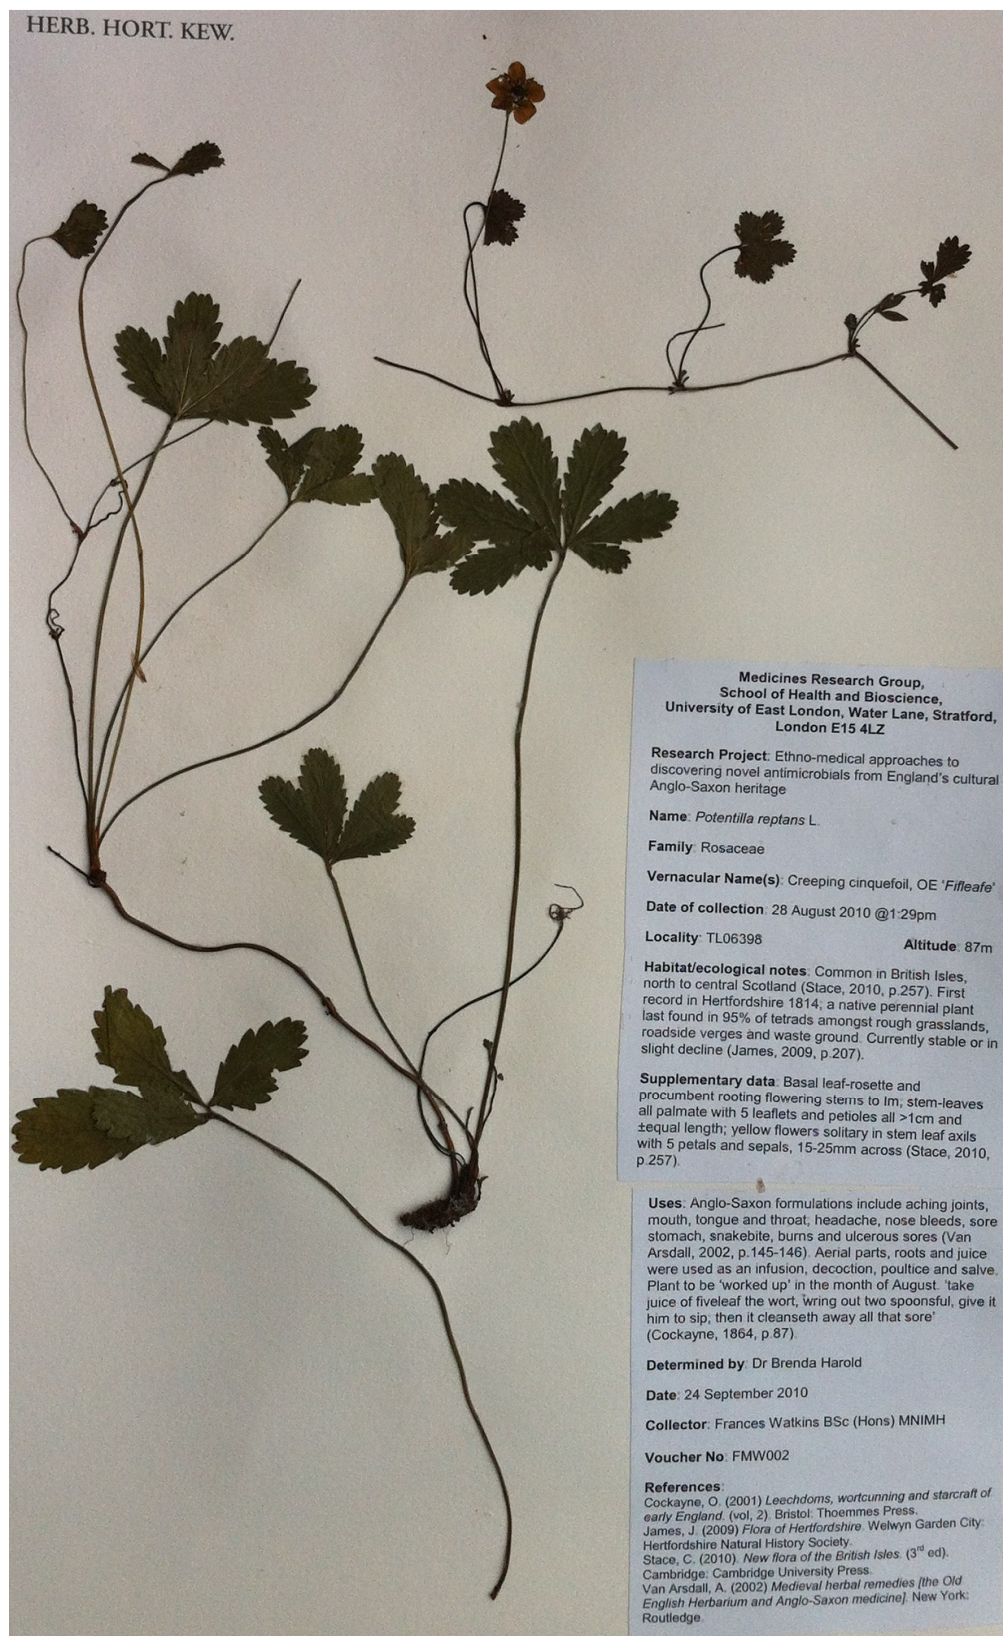 HERB. HORT. KEW.
Medicines Research Group,
School of Health and Bioscience,
University of East London, Water Lane, Stratford,
London E15 4LZ
Research Project: Ethno-medical approaches to
discovering novel antimicrobials from England's cultural
Anglo-Saxon heritage
Name: Potentilla reptans L.
Family: Rosaceae
Vernacular Name(s): Creeping cinquefoil, OE 'Fifleafe'
Date of collection: 28 August 2010 @1:29pm
Locality: TL06398 Altitude: 87m
Habitat/ecological notes: Common in British Isles,
north to central Scotland (Stace, 2010, p.257). First
record in Hertfordshire 1814; a native perennial plant
last found in 95% of tetrads amongst rough grasslands,
roadside verges and waste ground. Currently stable or in
slight decline (James, 2009, p.207).
Supplementary data: Basal leaf-rosette and
procumbent rooting flowering stems to Im; stem-leaves
all palmate with 5 leaflets and petioles all >1cm and
±equal length; yellow flowers solitary in stem leaf axils
with 5 petals and sepals, 15-25mm across (Stace, 2010,
p.257).
Uses: Anglo-Saxon formulations include aching joints,
mouth, tongue and throat; headache, nose bleeds, sore
stomach, snakebite, burns and ulcerous sores (Van
Arsdall, 2002, p.145-146). Aerial parts, roots and juice
were used as an infusion, decoction, poultice and salve.
Plant to be 'worked up' in the month of August. 'take
juice of fiveleaf the wort, wring out two spoonsful, give it
him to sip; then it cleanseth away all that sore'
(Cockayne, 1864, p.87).
Determined by: Dr Brenda Harold
Date: 24 September 2010
Collector: Frances Watkins BSc (Hons) MNIMH
Voucher No: FMW002
References:
Cockayne, O. (2001) Leechdoms, wortcunning and starcraft of
early England. (vol, 2). Bristol: Thoemmes Press.
James, J. (2009) Flora of Hertfordshire. Welwyn Garden City:
Hertfordshire Natural History Society.
Stace, C. (2010). New flora of the British Isles. (3rd ed).
Cambridge: Cambridge University Press.
Van Arsdall, A. (2002) Medieval herbal remedies [the Old
English Herbarium and Anglo-Saxon medicine]. New York:
Routledge.